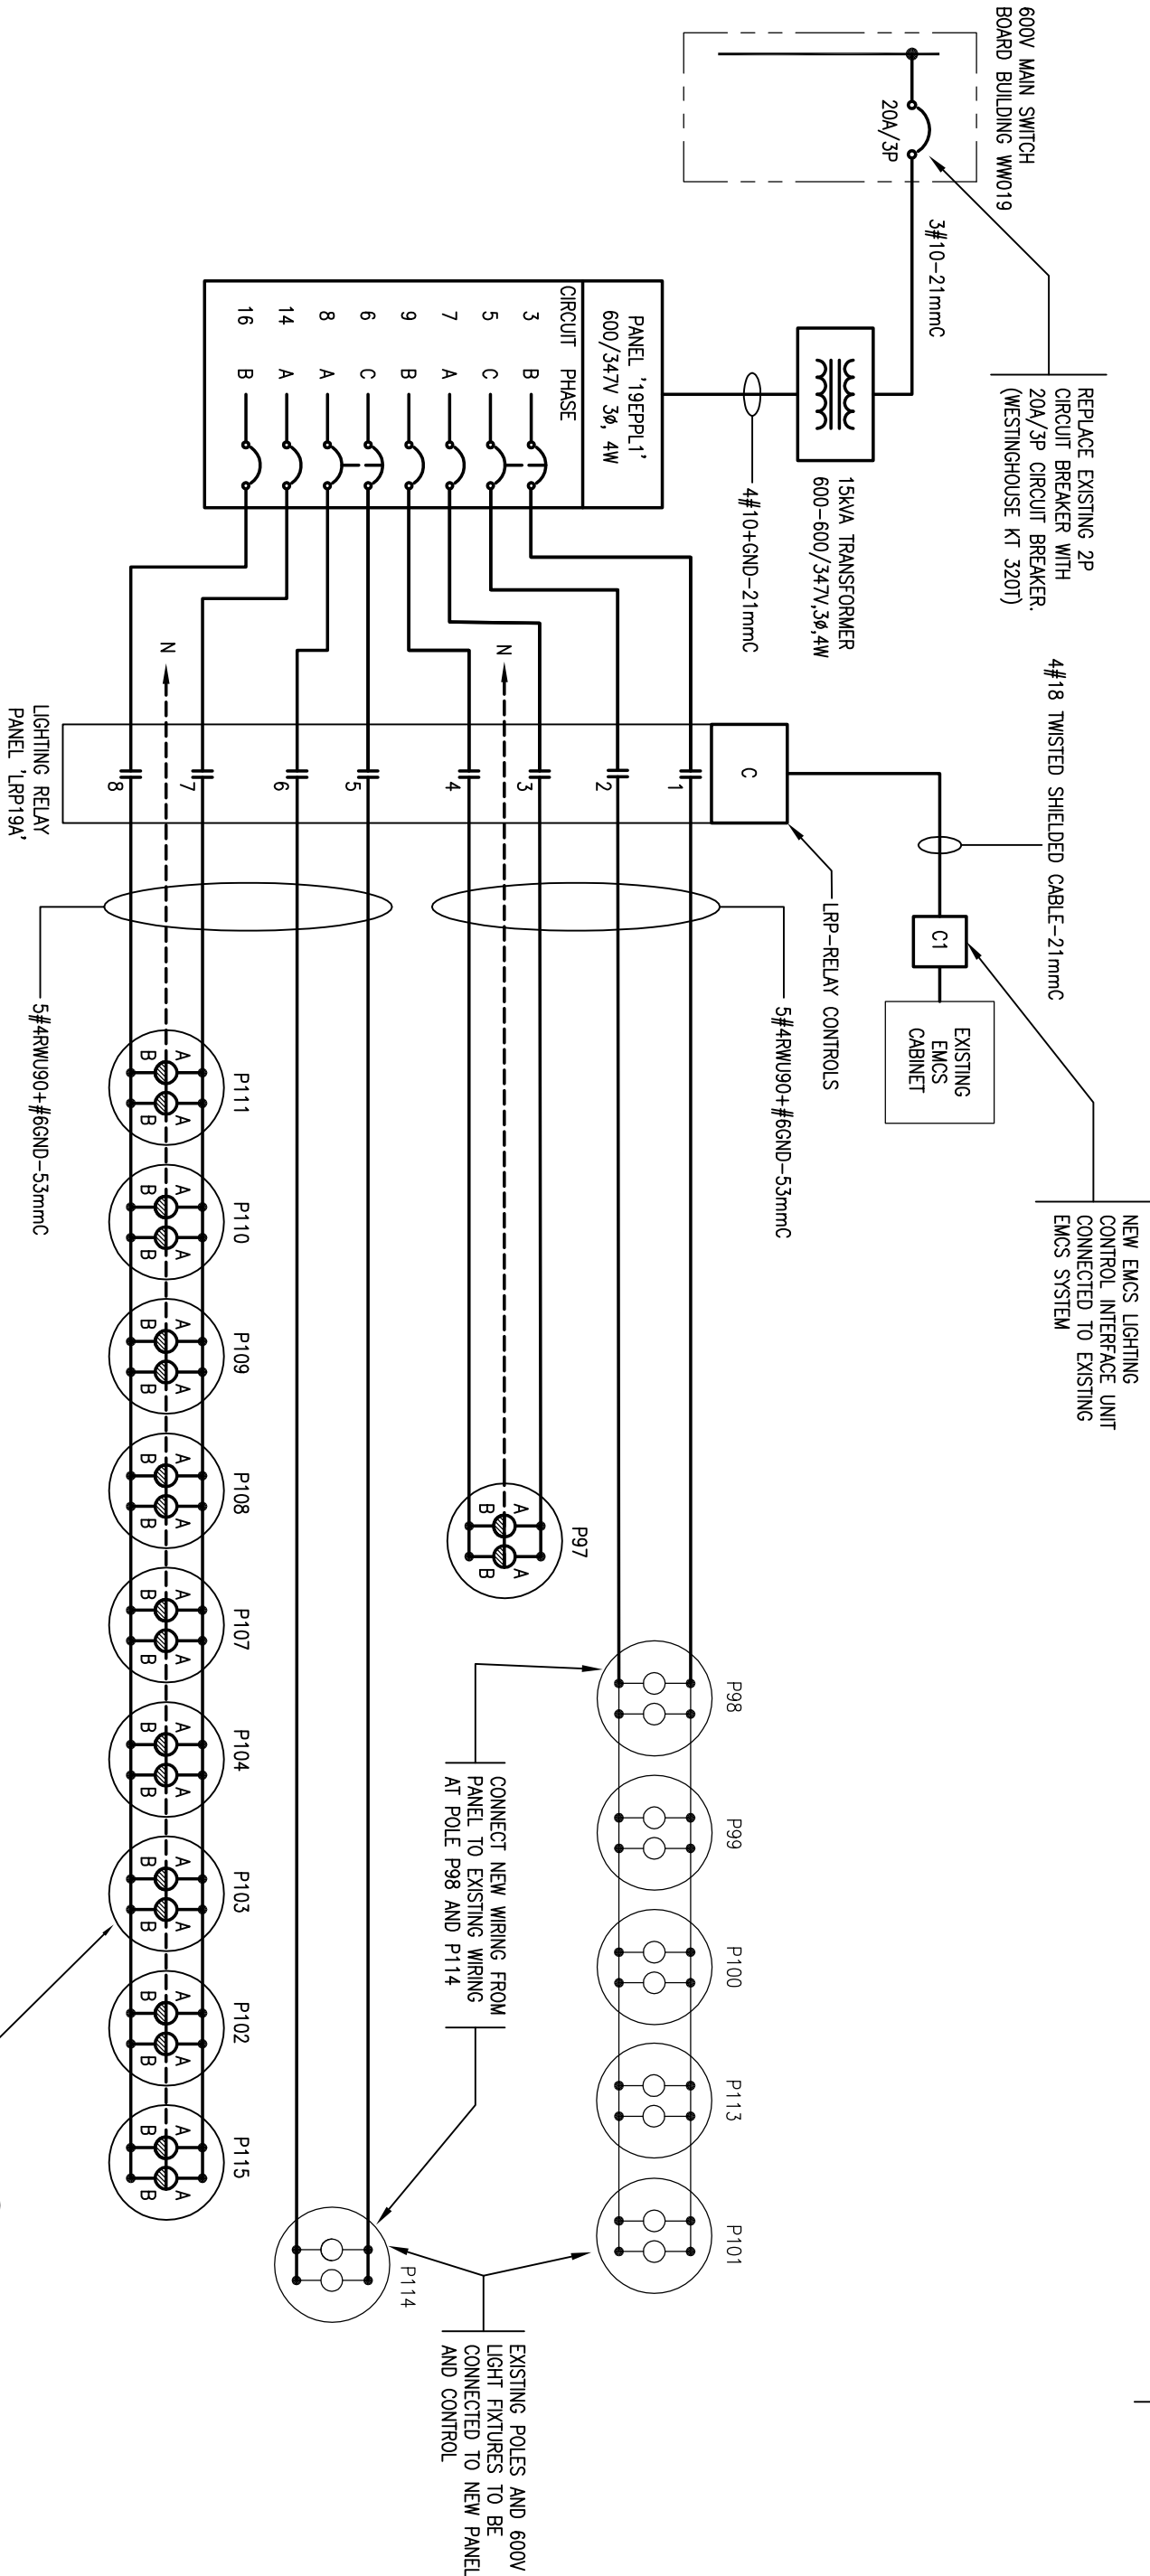 600V MAIN SWITCH
BOARD BUILDING WW019
20A/3P
3#10-21mmC
REPLACE EXISTING 2P
CIRCUIT BREAKER WITH
20A/3P CIRCUIT BREAKER.
(WESTINGHOUSE KT 320T)
15kVA TRANSFORMER
600-600/347V,3Ø,4W
4#10+GND-21mmC
PANEL '19EPPL1'
600/347V 3Ø, 4W
CIRCUIT PHASE
3 B
5 C
7 A
9 B
6 C
8 A
14 A
16 B
4#18 TWISTED SHIELDED CABLE-21mmC
C1
EXISTING
EMCS
CABINET
NEW EMCS LIGHTING
CONTROL INTERFACE UNIT
CONNECTED TO EXISTING
EMCS SYSTEM
C
LRP-RELAY CONTROLS
1
2
3
4
5
6
7
8
N
N
LIGHTING RELAY
PANEL 'LRP19A'
5#4RWU90+#6GND-53mmC
5#4RWU90+#6GND-53mmC
P98
P99
P100
P113
P101
P97
A A
B B
CONNECT NEW WIRING FROM
PANEL TO EXISTING WIRING
AT POLE P98 AND P114
P114
EXISTING POLES AND 600V
LIGHT FIXTURES TO BE
CONNECTED TO NEW PANEL
AND CONTROL
P111
A A
B B
P110
A A
B B
P109
A A
B B
P108
A A
B B
P107
A A
B B
P104
A A
B B
P103
A A
B B
P102
A A
B B
P115
A A
B B